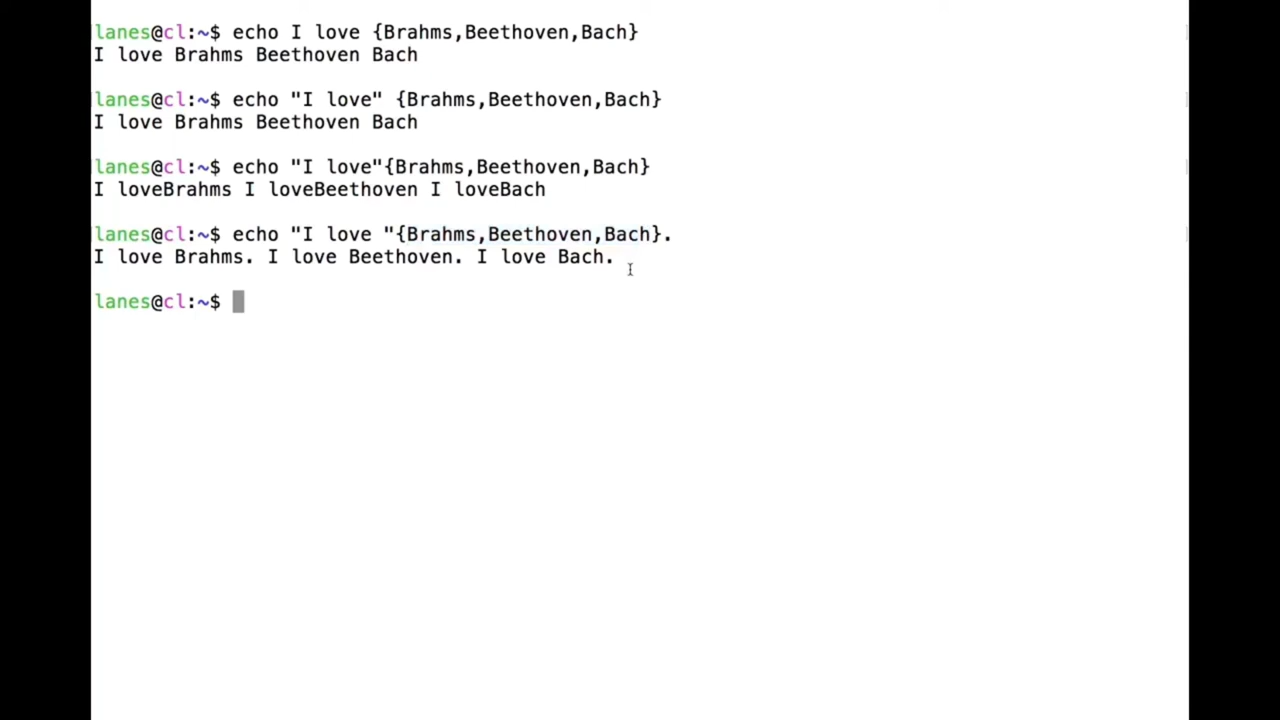 lanes@cl:~$ echo I love {Brahms,Beethoven,Bach}
I love Brahms Beethoven Bach
lanes@cl:~$ echo "I love" {Brahms,Beethoven,Bach}
I love Brahms Beethoven Bach
lanes@cl:~$ echo "I love"{Brahms,Beethoven,Bach}
I loveBrahms I loveBeethoven I loveBach
lanes@cl:~$ echo "I love "{Brahms,Beethoven,Bach}.
I love Brahms. I love Beethoven. I love Bach.
lanes@cl:~$